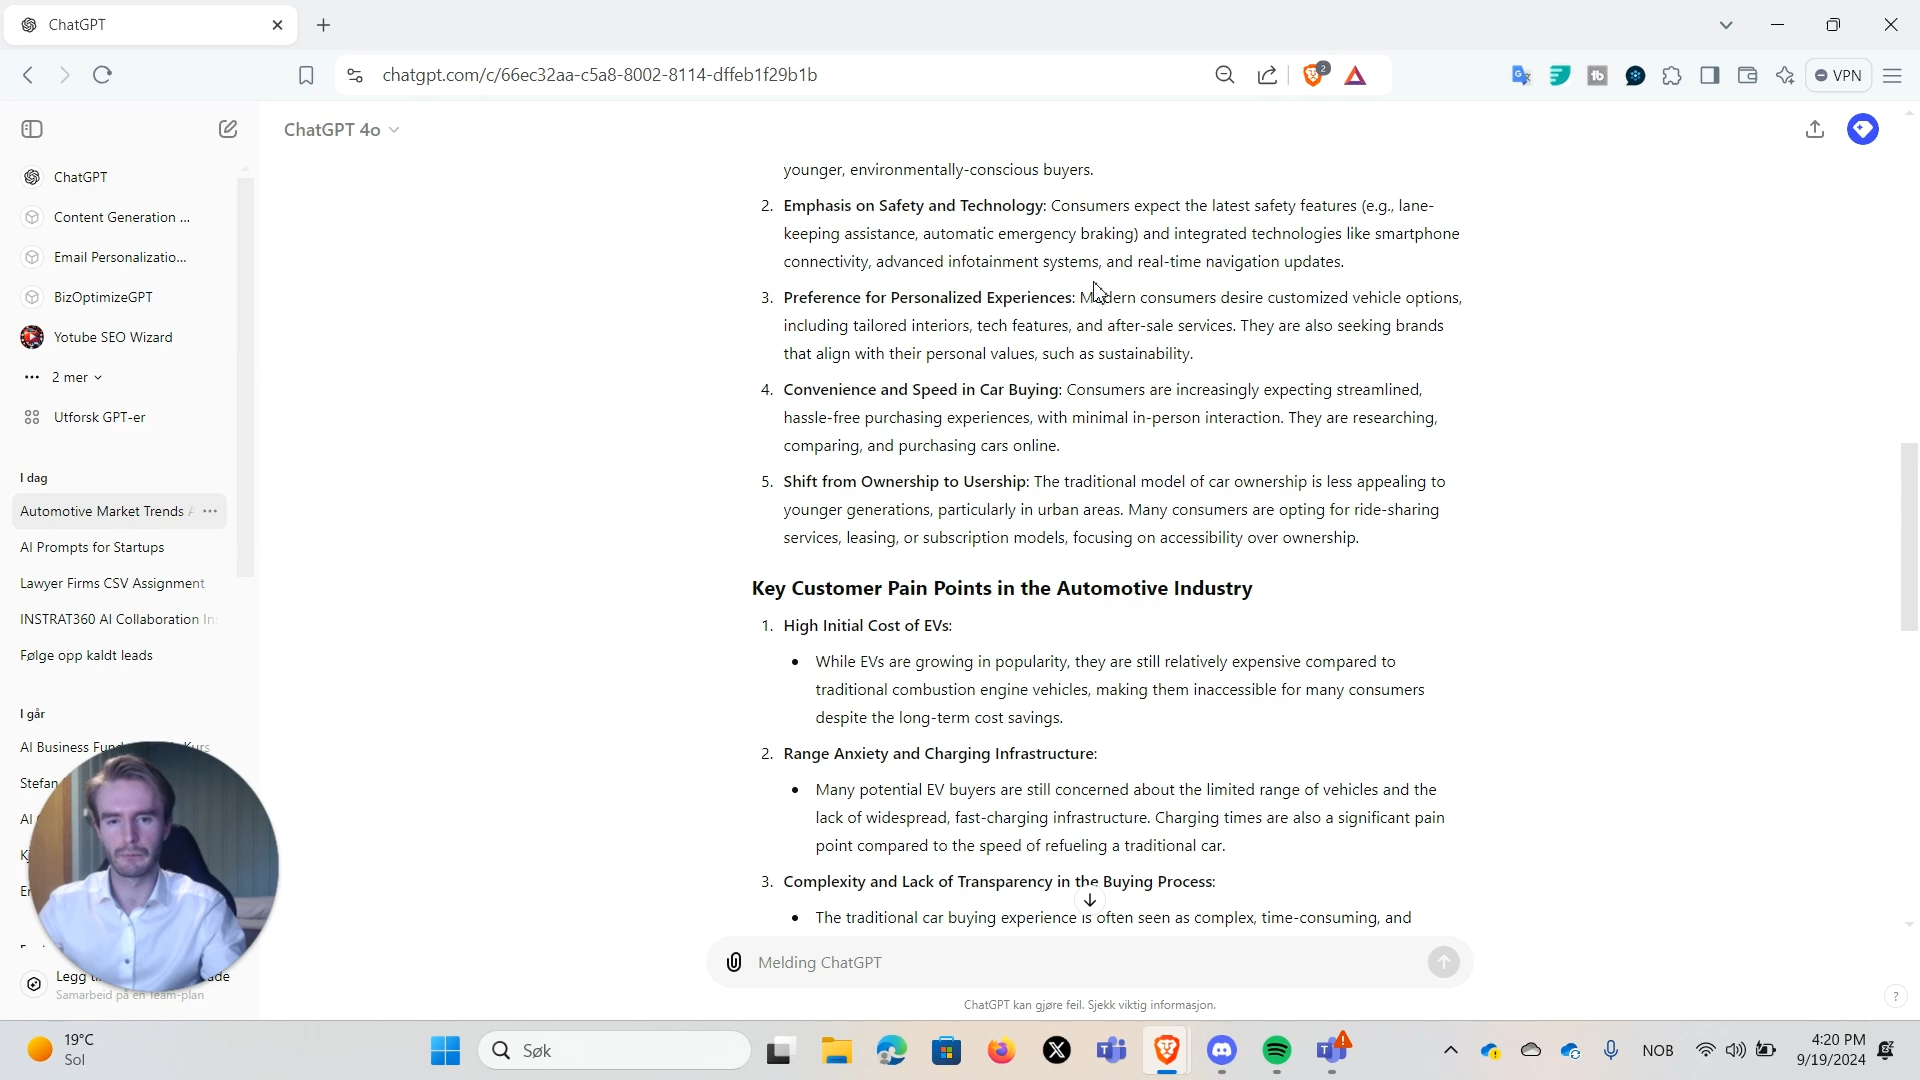 ChatGPT
chatgpt.com/c/66ec32aa-c5a8-8002-8114-dffeb1f29b1b
2
VPN
ChatGPT 4o
ChatGPT
Content Generation ...
Email Personalizatio...
BizOptimizeGPT
Yotube SEO Wizard
2 mer
Utforsk GPT-er
I dag
Automotive Market Trends
AI Prompts for Startups
Lawyer Firms CSV Assignment
INSTRAT360 AI Collaboration
Følge opp kaldt leads
I går
AI Business
Stefan
Legg
Samarbeid på en Team-plan
younger, environmentally-conscious buyers.
2. Emphasis on Safety and Technology: Consumers expect the latest safety features (e.g., lane-
keeping assistance, automatic emergency braking) and integrated technologies like smartphone
connectivity, advanced infotainment systems, and real-time navigation updates.
3. Preference for Personalized Experiences: Modern consumers desire customized vehicle options,
including tailored interiors, tech features, and after-sale services. They are also seeking brands
that align with their personal values, such as sustainability.
4. Convenience and Speed in Car Buying: Consumers are increasingly expecting streamlined,
hassle-free purchasing experiences, with minimal in-person interaction. They are researching,
comparing, and purchasing cars online.
5. Shift from Ownership to Usership: The traditional model of car ownership is less appealing to
younger generations, particularly in urban areas. Many consumers are opting for ride-sharing
services, leasing, or subscription models, focusing on accessibility over ownership.
Key Customer Pain Points in the Automotive Industry
1. High Initial Cost of EVs:
• While EVs are growing in popularity, they are still relatively expensive compared to
traditional combustion engine vehicles, making them inaccessible for many consumers
despite the long-term cost savings.
2. Range Anxiety and Charging Infrastructure:
• Many potential EV buyers are still concerned about the limited range of vehicles and the
lack of widespread, fast-charging infrastructure. Charging times are also a significant pain
point compared to the speed of refueling a traditional car.
3. Complexity and Lack of Transparency in the Buying Process:
• The traditional car buying experience is often seen as complex, time-consuming, and
Melding ChatGPT
ChatGPT kan gjøre feil. Sjekk viktig informasjon.
?
19°C
Sol
Søk
NOB
4:20 PM
9/19/2024